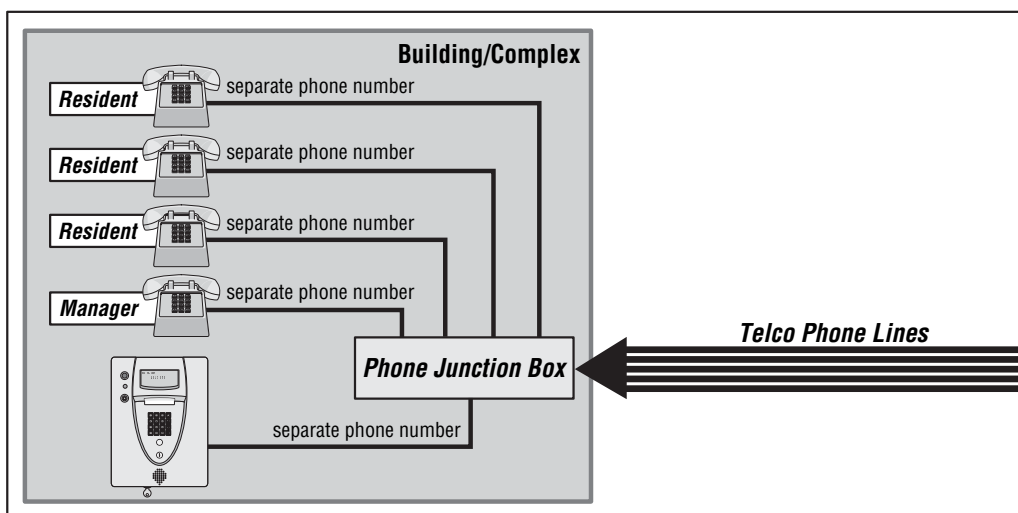 Building/Complex
Resident
separate phone number
Resident
separate phone number
Resident
separate phone number
Manager
separate phone number
Telco Phone Lines
Phone Junction Box
separate phone number